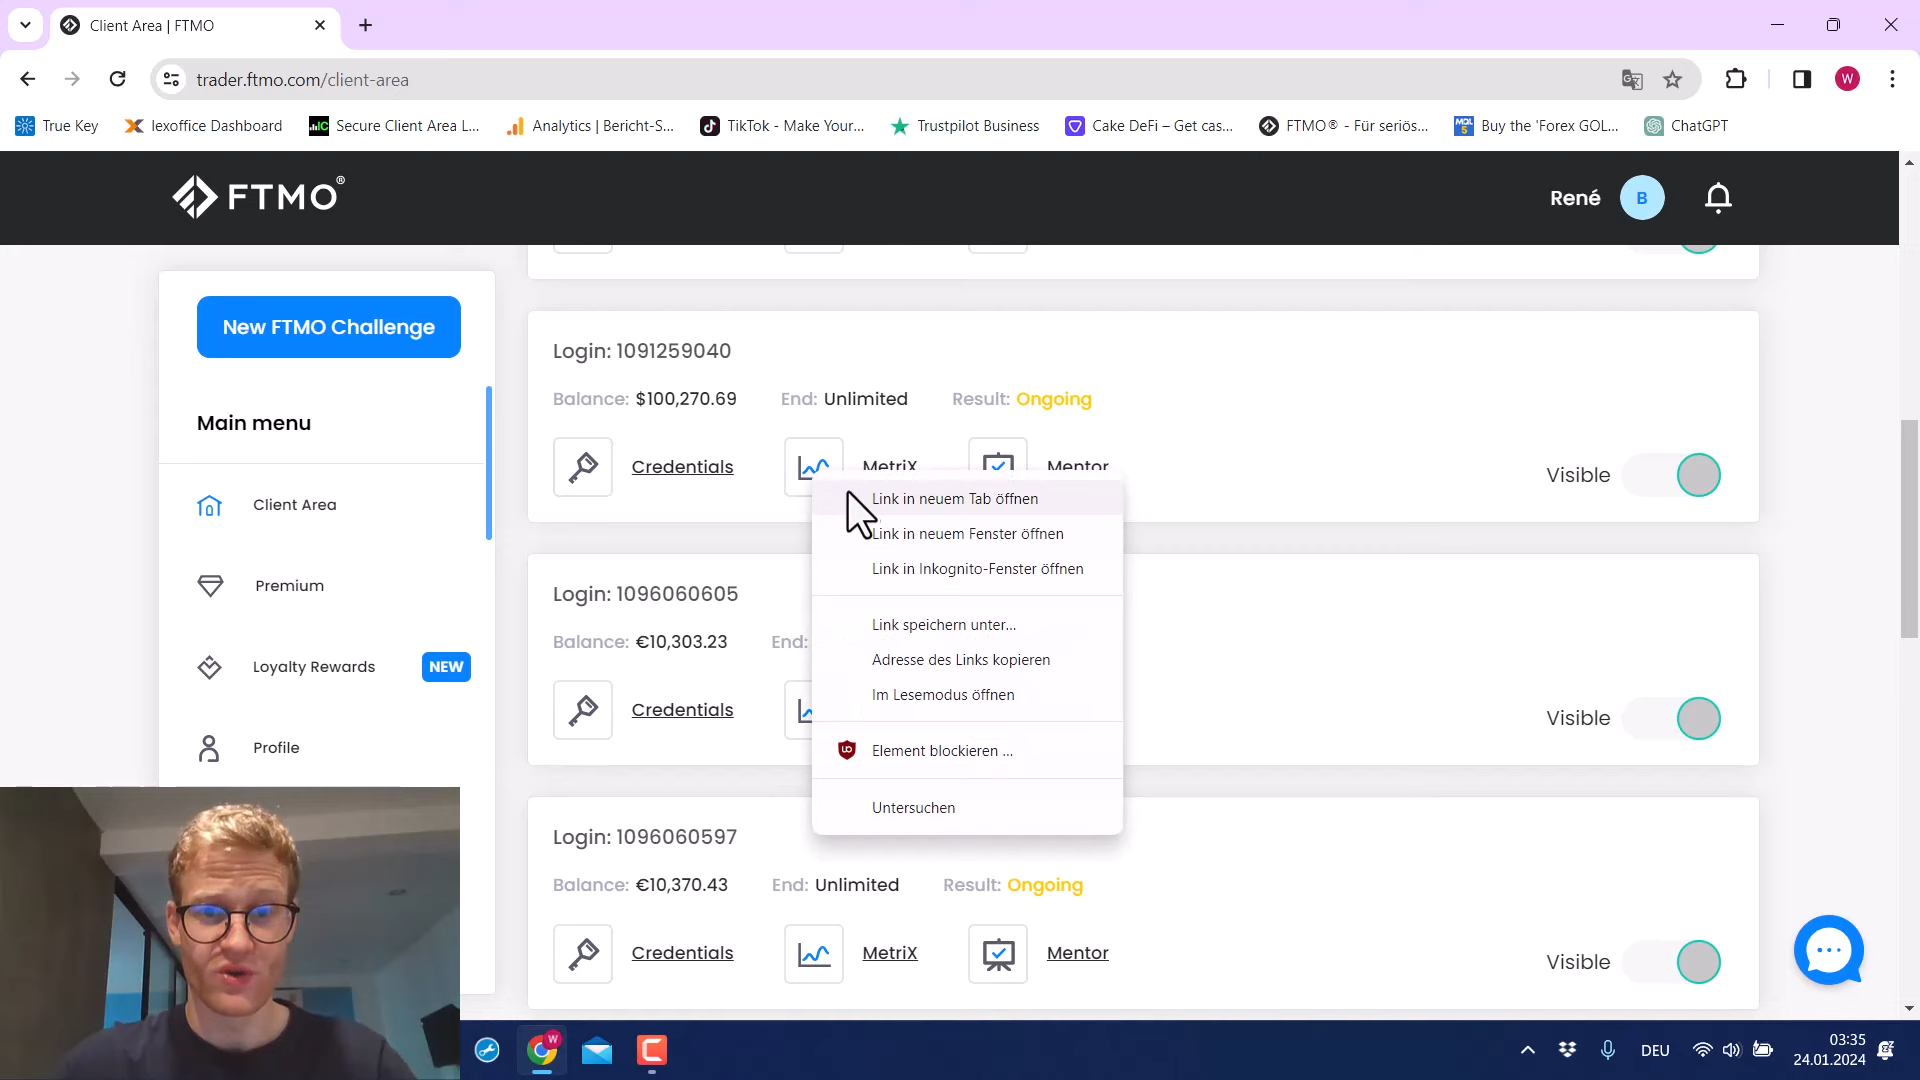 Client Area | FTMO
trader.ftmo.com/client-area
W
True Key
lexoffice Dashboard
Secure Client Area L...
Analytics | Bericht-S...
TikTok - Make Your...
Trustpilot Business
Cake DeFi – Get cas...
FTMO® - Für seriös...
Buy the 'Forex GOL...
ChatGPT
FTMO®
René
B
New FTMO Challenge
Main menu
Client Area
Premium
Loyalty Rewards NEW
Profile
Login: 1091259040
Balance: $100,270.69 End: Unlimited Result: Ongoing
Credentials MetriX Mentor
Visible
Login: 1096060605
Balance: €10,303.23 End:
Credentials
Visible
Login: 1096060597
Balance: €10,370.43 End: Unlimited Result: Ongoing
Credentials MetriX Mentor
Visible
Link in neuem Tab öffnen
Link in neuem Fenster öffnen
Link in Inkognito-Fenster öffnen
Link speichern unter...
Adresse des Links kopieren
Im Lesemodus öffnen
Element blockieren ...
Untersuchen
W
DEU
03:35
24.01.2024